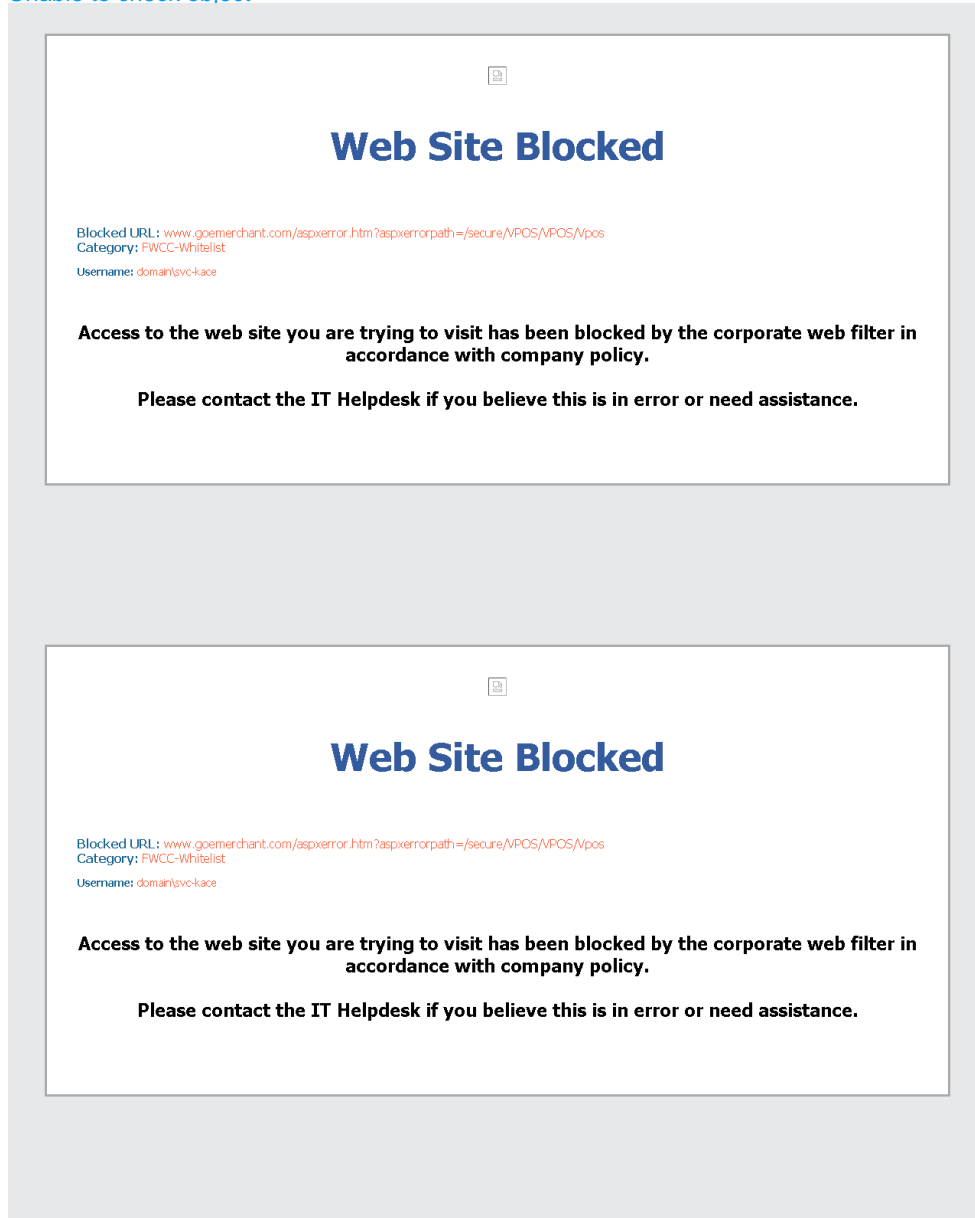 Web Site Blocked
Blocked URL: www.goemerchant.com/aspxerror.htm?aspxerrorpath=/secure/VPOS/VPOS/Vpos
Category: FWCC-Whitelist
Username: domain\svc-kace
Access to the web site you are trying to visit has been blocked by the corporate web filter in
accordance with company policy.
Please contact the IT Helpdesk if you believe this is in error or need assistance.
Web Site Blocked
Blocked URL: www.goemerchant.com/aspxerror.htm?aspxerrorpath=/secure/VPOS/VPOS/Vpos
Category: FWCC-Whitelist
Username: domain\svc-kace
Access to the web site you are trying to visit has been blocked by the corporate web filter in
accordance with company policy.
Please contact the IT Helpdesk if you believe this is in error or need assistance.